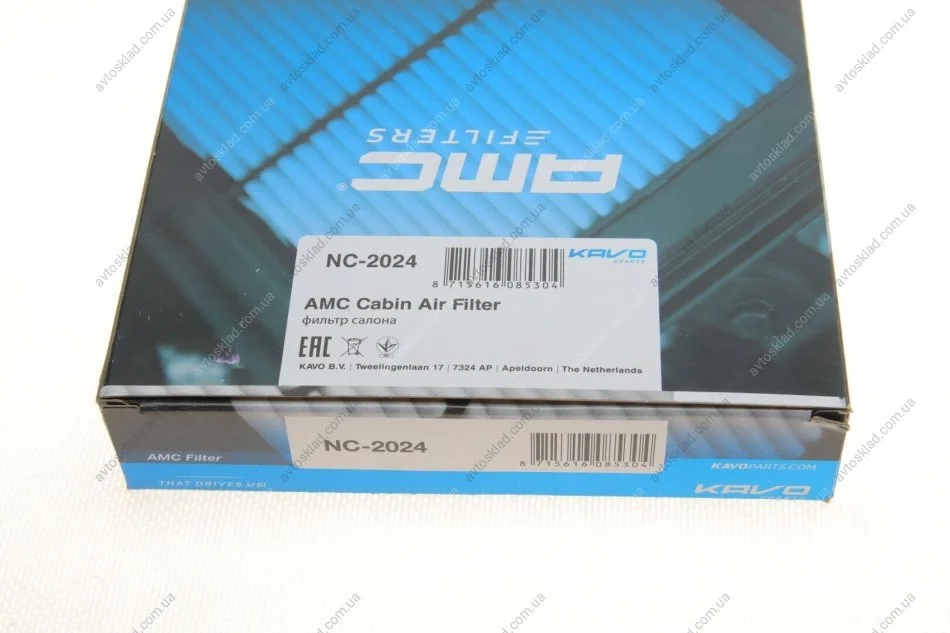 AMC
FILTERS
®
NC-2024
8 715616 085304
KAVO
PARTS
AMC Cabin Air Filter
фильтр салона
EAC
KAVO B.V. | Tweelingenlaan 17 | 7324 AP | Apeldoorn | The Netherlands
NC-2024
8 715616 085304
AMC Filter
KAVOPARTS.COM
THAT DRIVES US!
KAVO
PARTS
avtosklad.com.ua